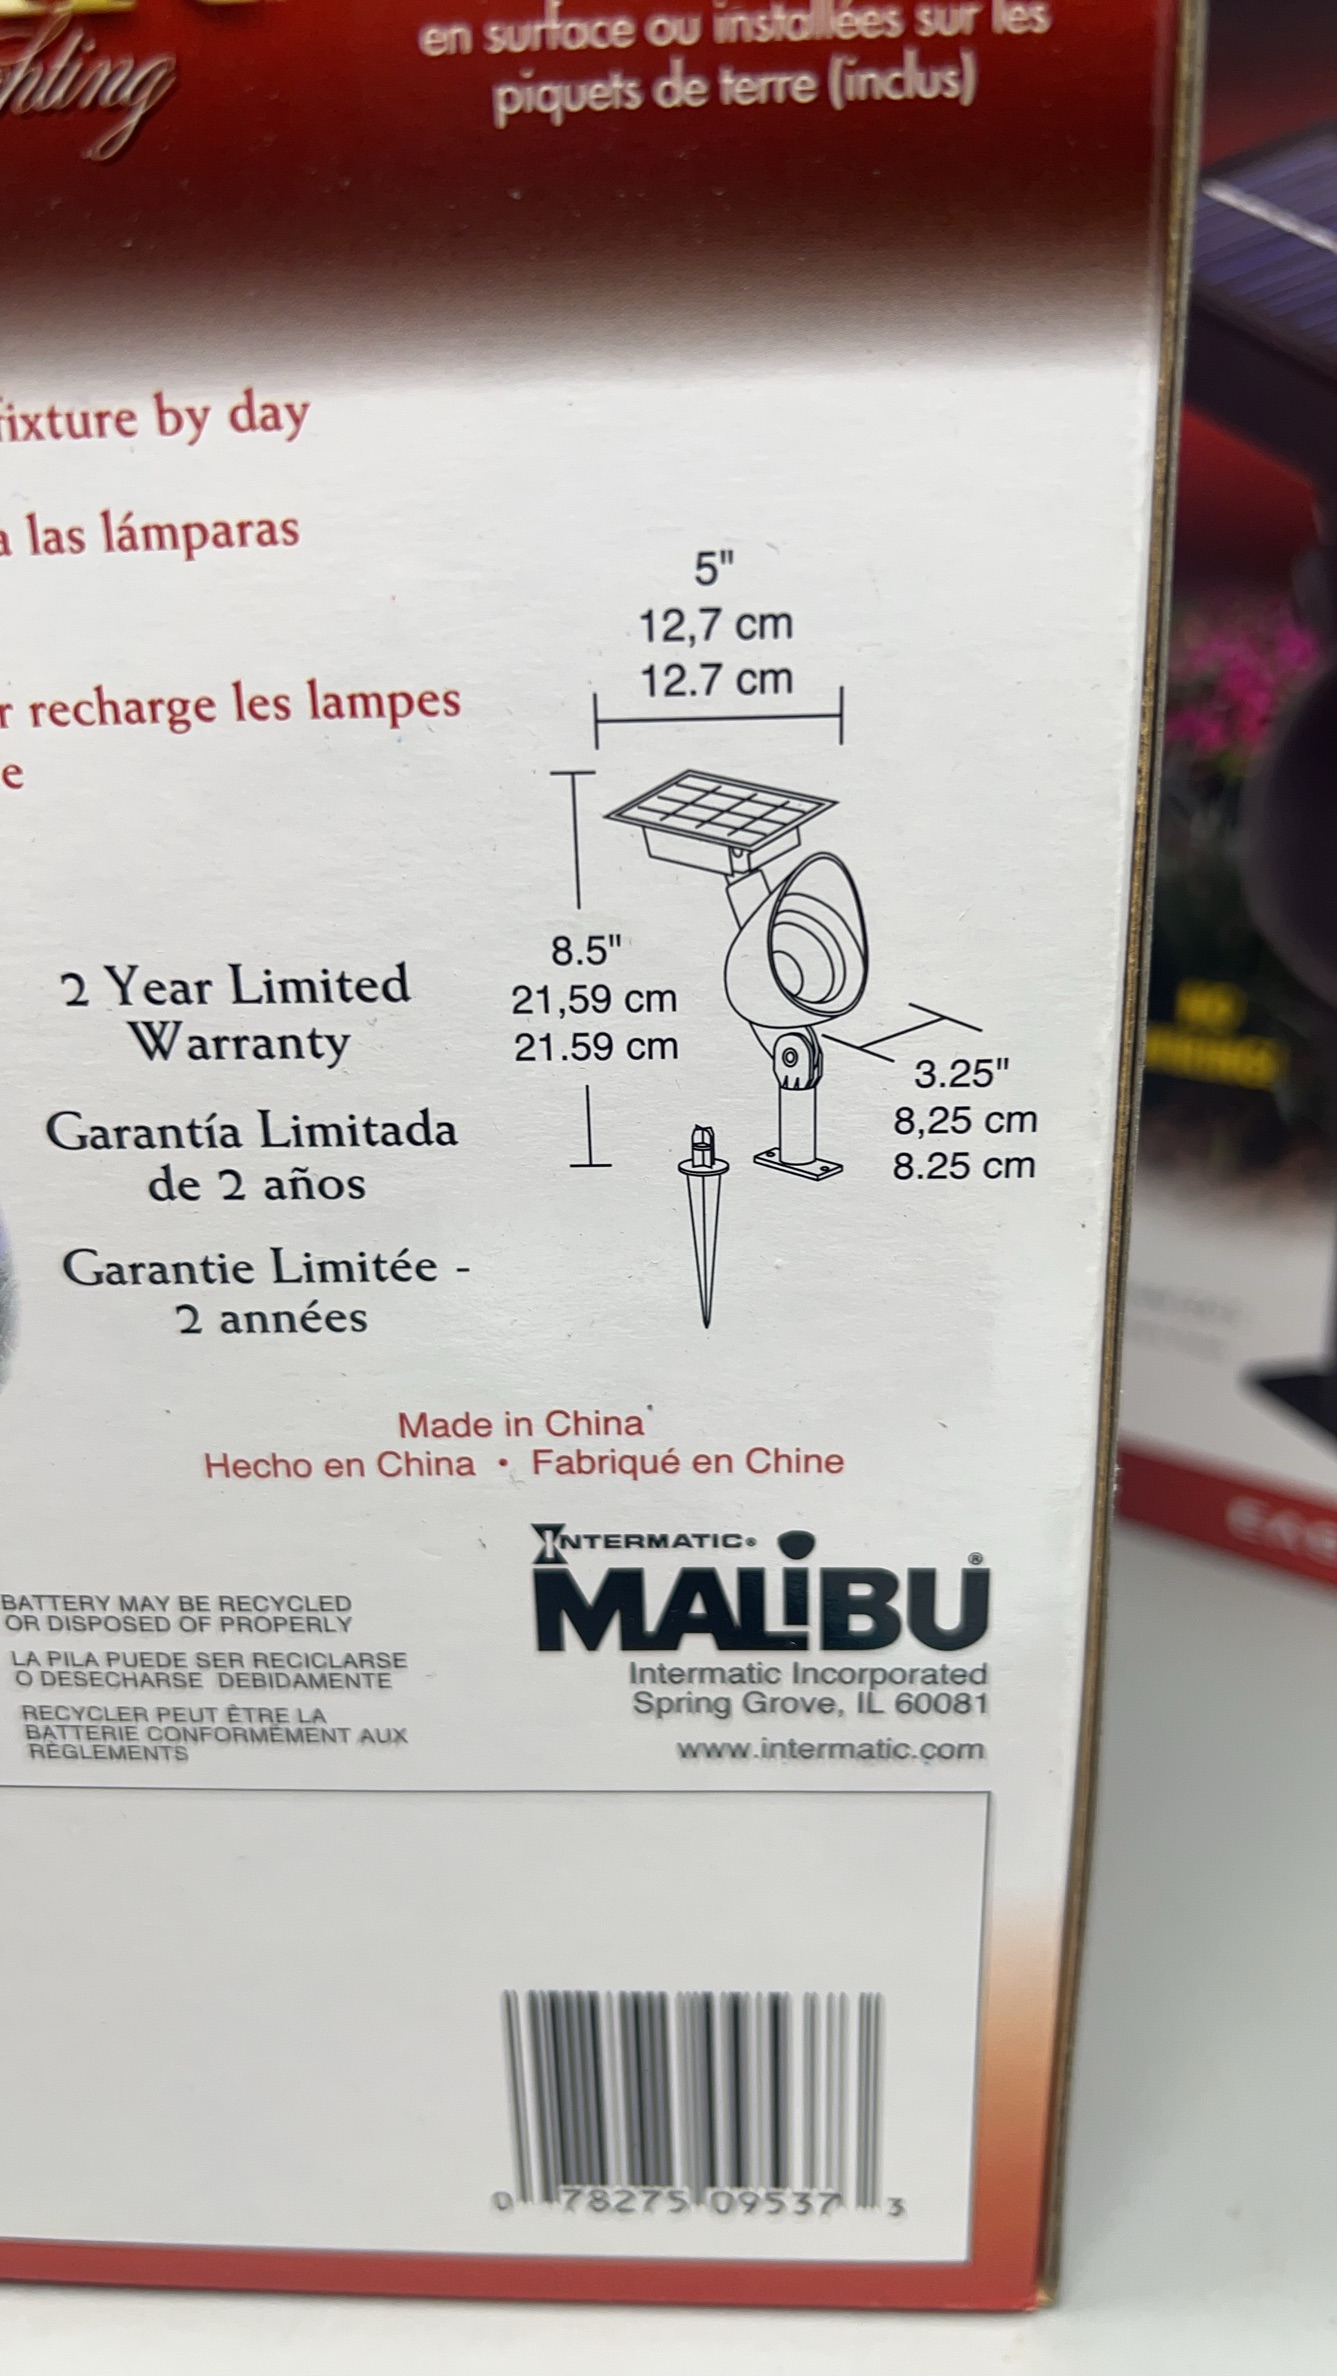 hting
en surface ou installées sur les
piquets de terre (inclus)
fixture by day
a las lámparas
r recharge les lampes
e
5"
12,7 cm
12.7 cm
8.5"
21,59 cm
21.59 cm
3.25"
8,25 cm
8.25 cm
2 Year Limited
Warranty
Garantía Limitada
de 2 años
Garantie Limitée -
2 années
Made in China
Hecho en China • Fabriqué en Chine
BATTERY MAY BE RECYCLED
OR DISPOSED OF PROPERLY
LA PILA PUEDE SER RECICLARSE
O DESECHARSE DEBIDAMENTE
RECYCLER PEUT ÊTRE LA
BATTERIE CONFORMÉMENT AUX
RÈGLEMENTS
INTERMATIC®
MALiBU®
Intermatic Incorporated
Spring Grove, IL 60081
www.intermatic.com
0 78275 09537 3